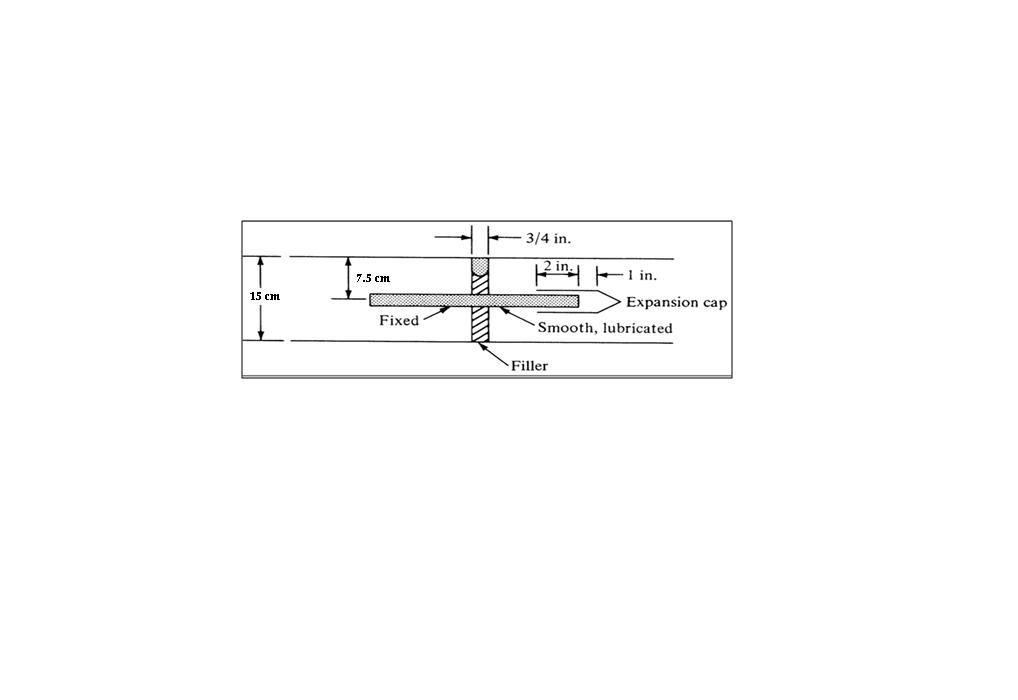 3/4 in.
2 in.
1 in.
7.5 cm
15 cm
Expansion cap
Fixed
Smooth, lubricated
Filler